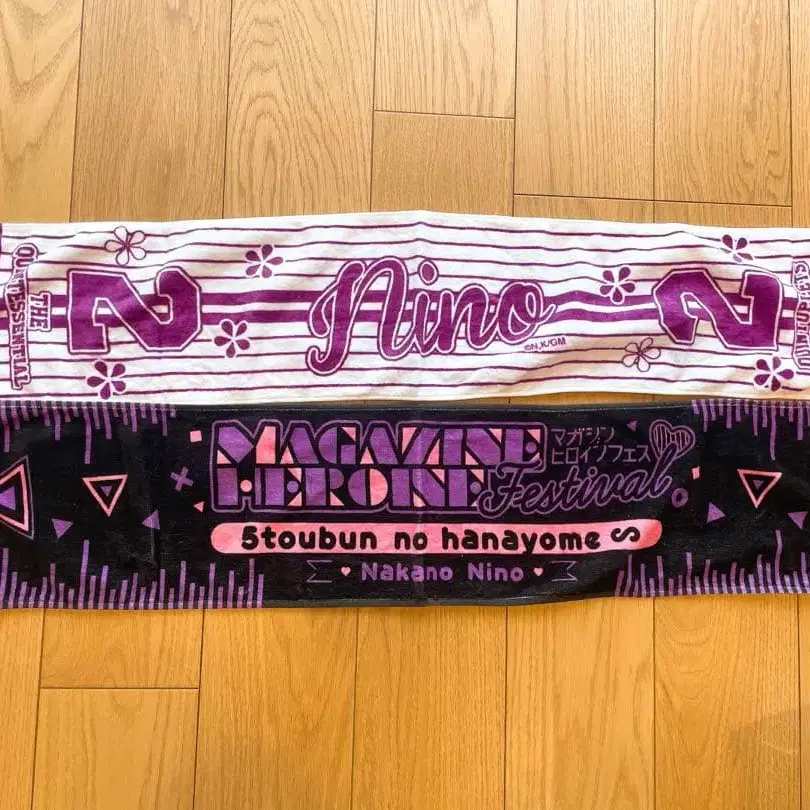 THE
QUINTESSENTIAL
2
Nino
©N,K/GM
2
MAGAZINE
HEROINE Festival
マガジン
ヒロインフェス
5toubun no hanayome S
Nakano Nino